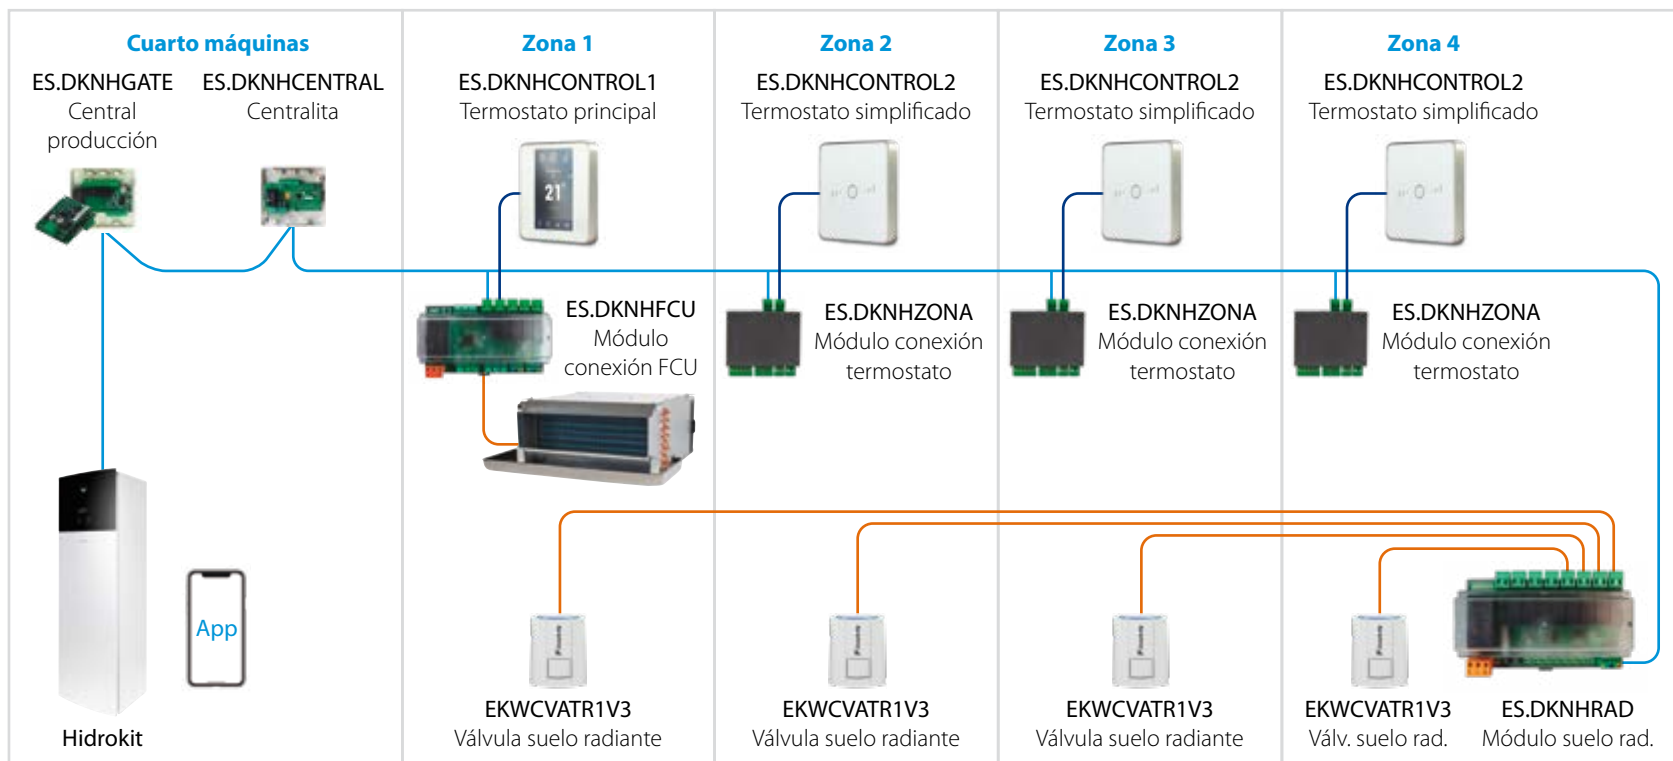 Cuarto máquinas
ES.DKNHGATE
Central
producción
ES.DKNHCENTRAL
Centralita
Zona 1
ES.DKNHCONTROL1
Termostato principal
21°
Zona 2
ES.DKNHCONTROL2
Termostato simplificado
Zona 3
ES.DKNHCONTROL2
Termostato simplificado
Zona 4
ES.DKNHCONTROL2
Termostato simplificado
ES.DKNHFCU
Módulo
conexión FCU
ES.DKNHZONA
Módulo conexión
termostato
ES.DKNHZONA
Módulo conexión
termostato
ES.DKNHZONA
Módulo conexión
termostato
App
Hidrokit
EKWCVATR1V3
Válvula suelo radiante
EKWCVATR1V3
Válvula suelo radiante
EKWCVATR1V3
Válvula suelo radiante
EKWCVATR1V3
Válv. suelo rad.
ES.DKNHRAD
Módulo suelo rad.